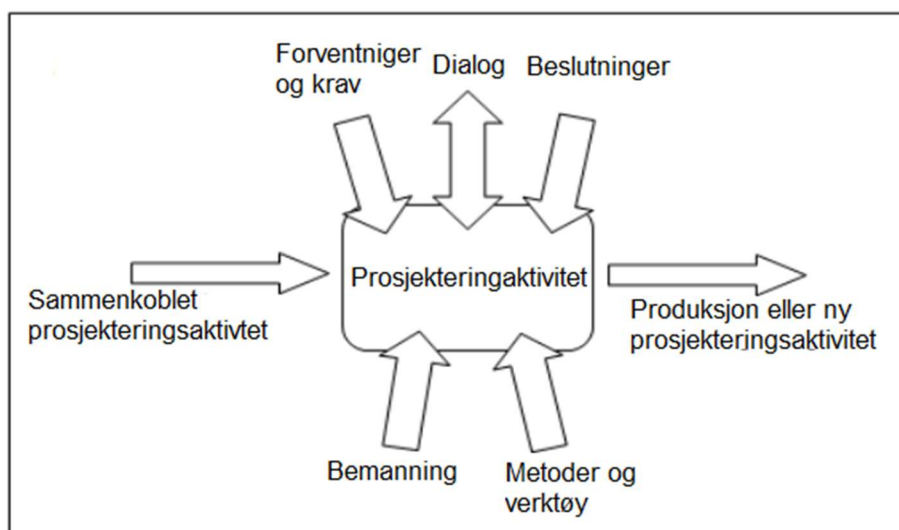 Forventniger
og krav
Dialog
Beslutninger
Prosjekteringaktivitet
Sammenkoblet
prosjekteringsaktivtet
Produksjon eller ny
prosjekteringsaktivitet
Bemanning
Metoder og
verktøy